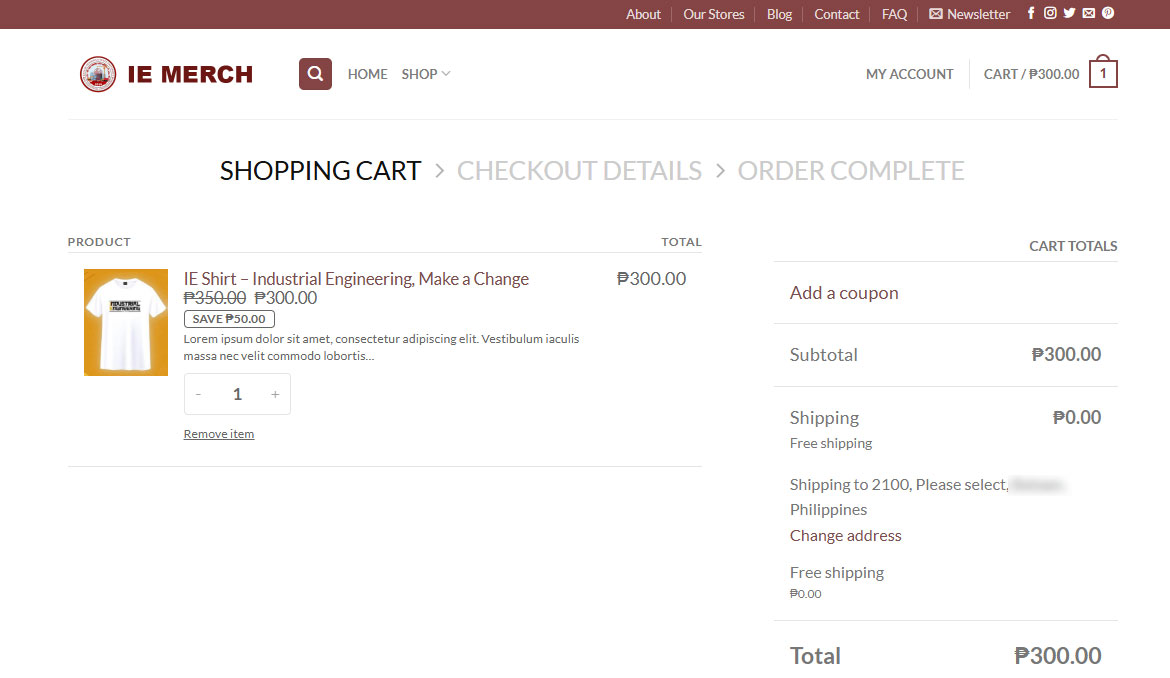 About
Our Stores
Blog
Contact
FAQ
Newsletter
IE MERCH
HOME
SHOP
MY ACCOUNT
CART / ₱300.00
1
SHOPPING CART
CHECKOUT DETAILS
ORDER COMPLETE
PRODUCT
TOTAL
INDUSTRIAL
ENGINEERING
IE Shirt – Industrial Engineering, Make a Change
₱350.00 ₱300.00
SAVE ₱50.00
Lorem ipsum dolor sit amet, consectetur adipiscing elit. Vestibulum iaculis
massa nec velit commodo lobortis...
- 1 +
Remove item
₱300.00
CART TOTALS
Add a coupon
Subtotal ₱300.00
Shipping ₱0.00
Free shipping
Shipping to 2100, Please select,
Philippines
Change address
Free shipping
₱0.00
Total ₱300.00